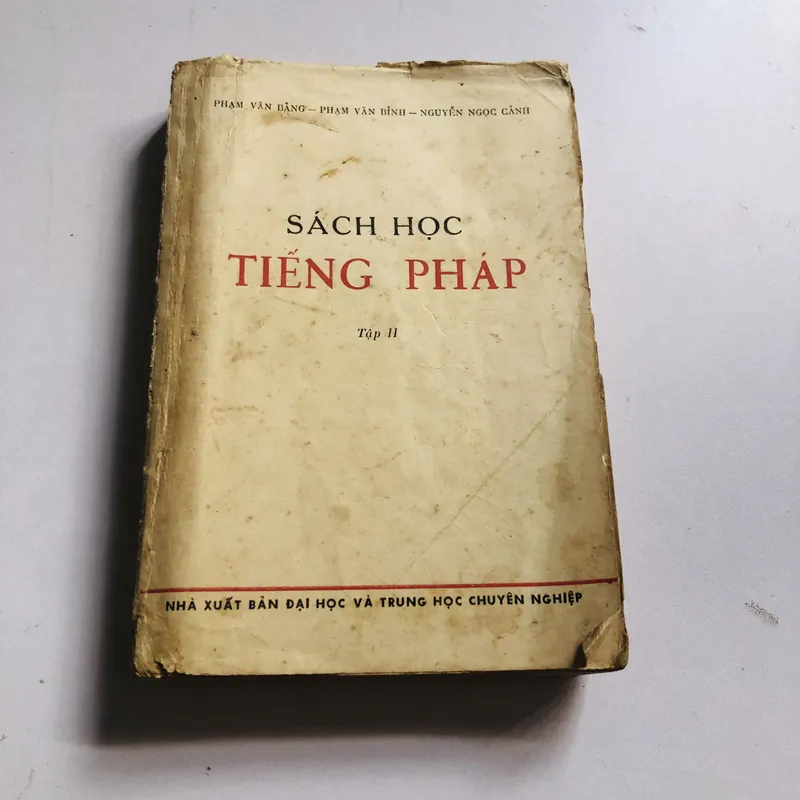 PHẠM VĂN BẢNG – PHẠM VĂN BỈNH – NGUYỄN NGỌC CẢNH
SÁCH HỌC
TIẾNG PHÁP
Tập II
NHÀ XUẤT BẢN ĐẠI HỌC VÀ TRUNG HỌC CHUYÊN NGHIỆP